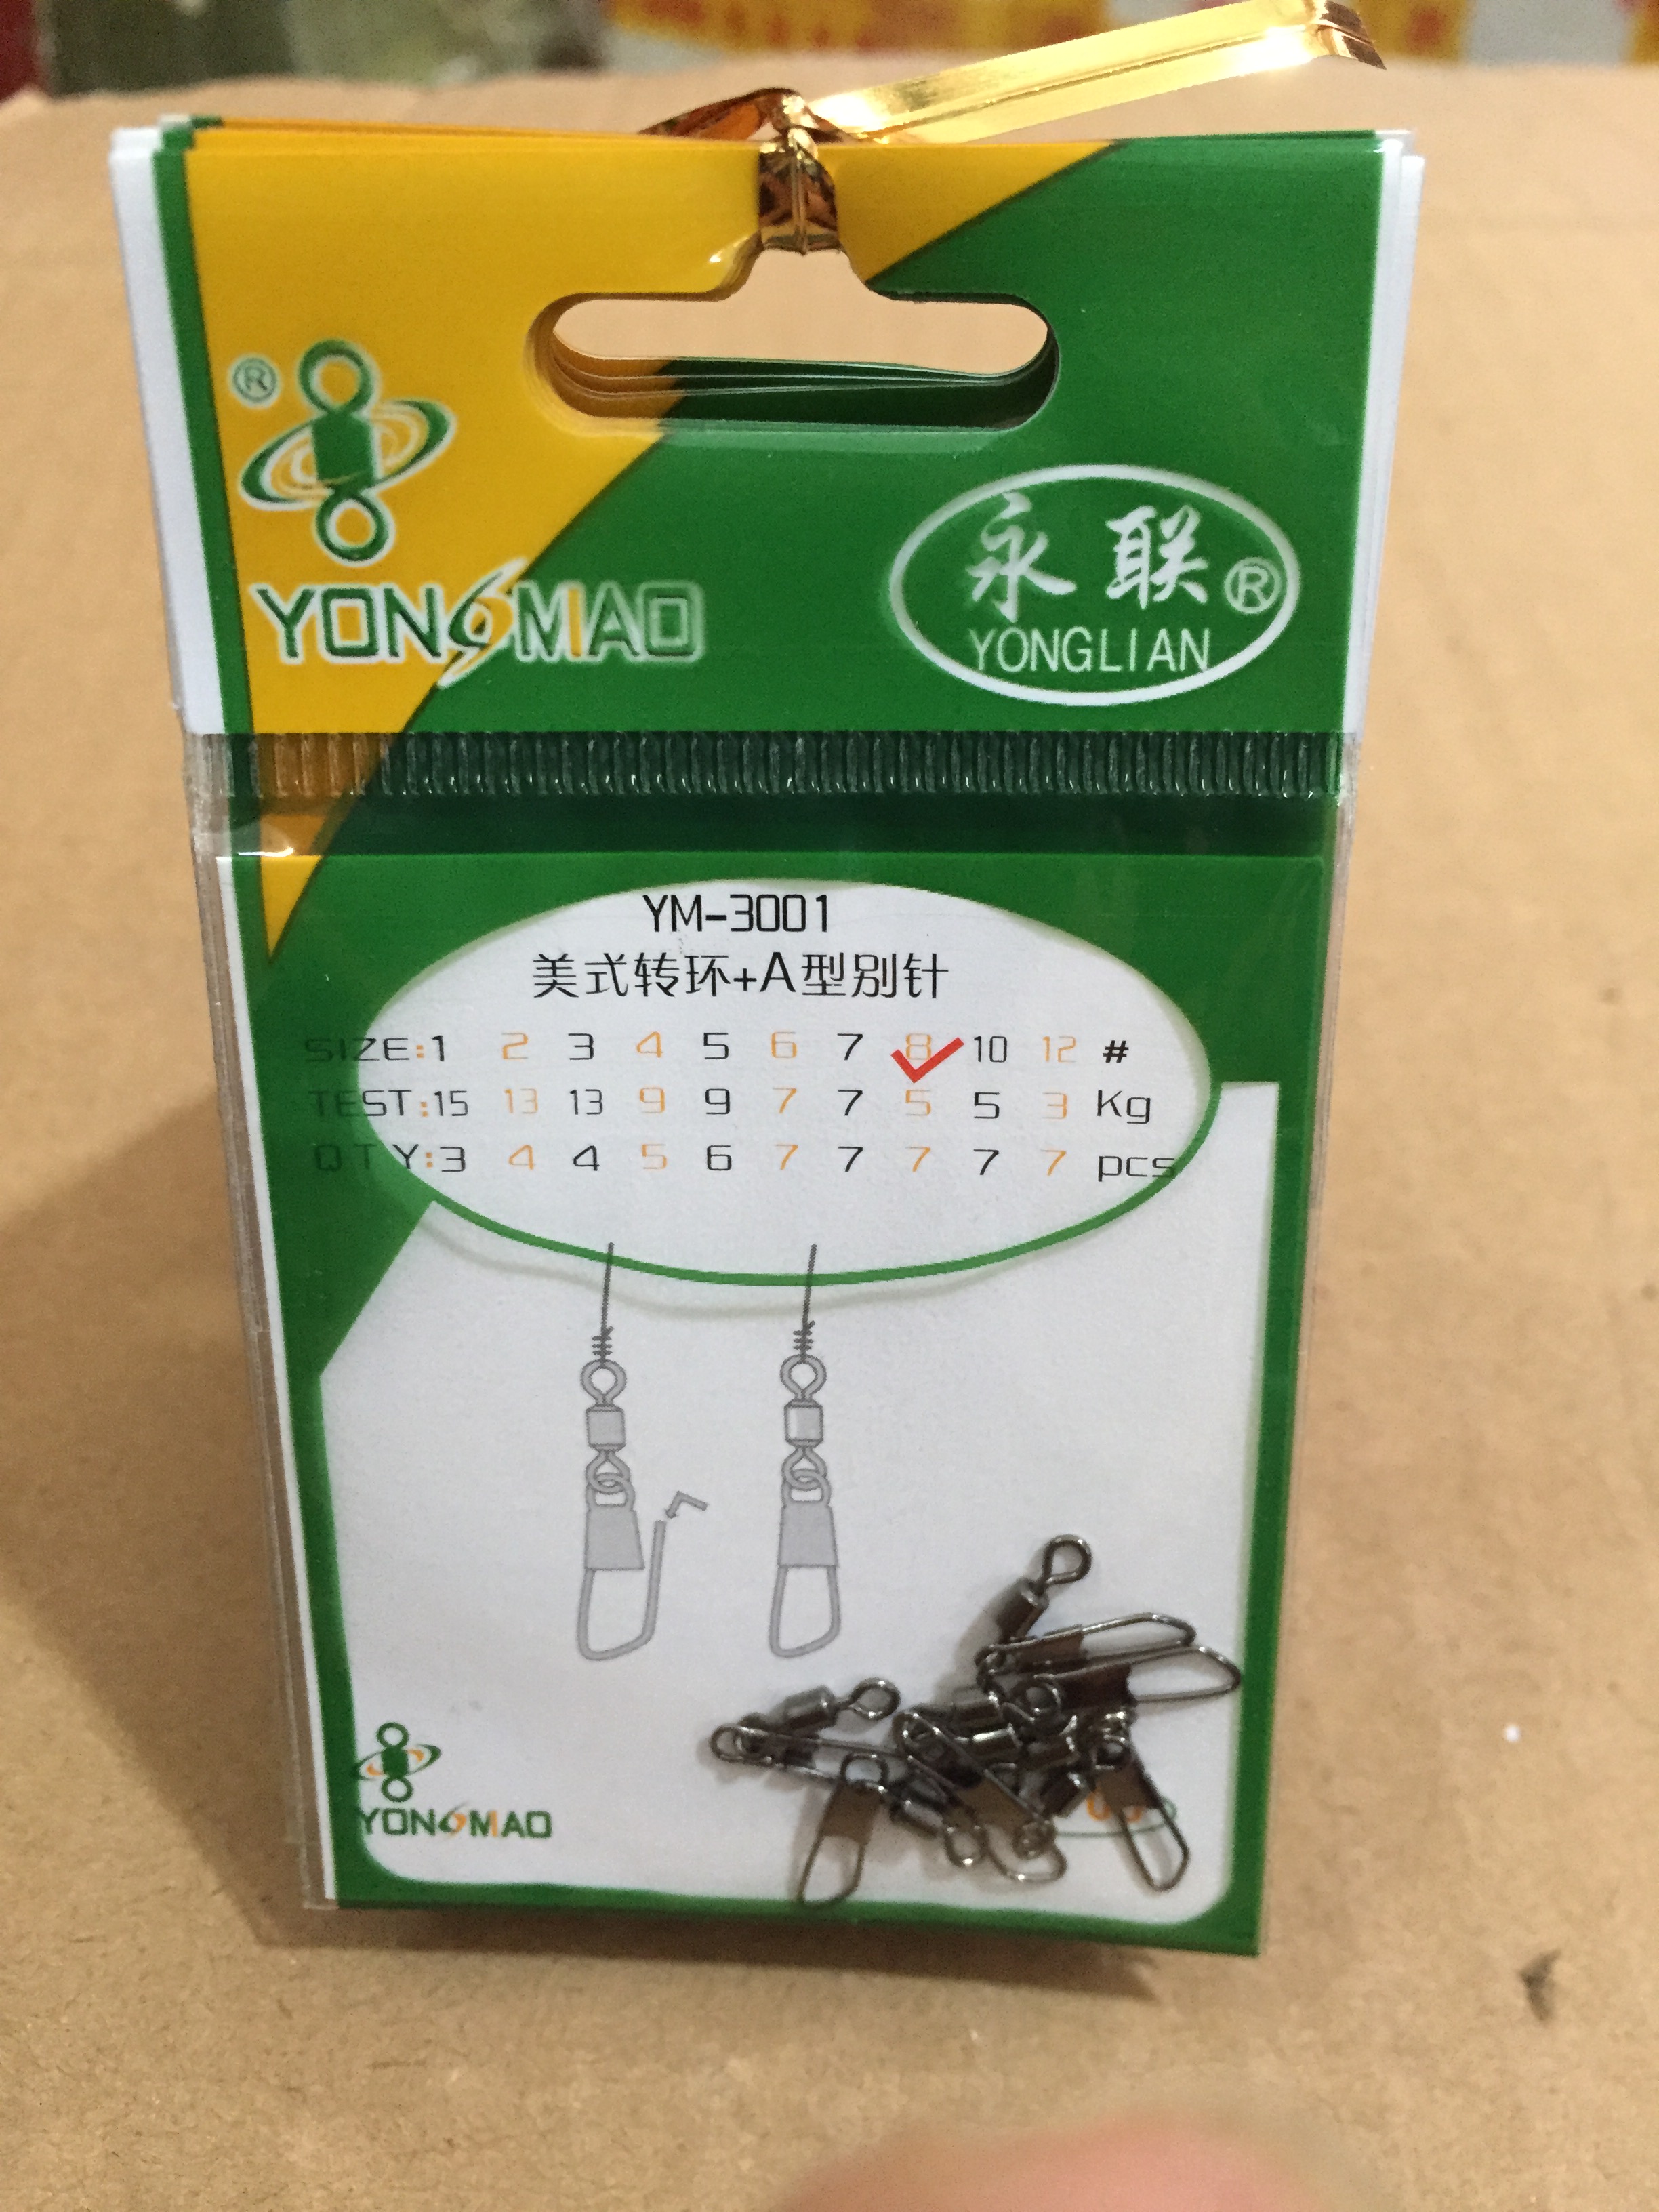 ®
YONGMAO
永联®
YONGLIAN
YM-3001
美式转环+A型别针
SIZE:1 2 3 4 5 6 7 8 10 12 #
TEST:15 13 13 9 9 7 7 5 5 3 Kg
QTY:3 4 4 5 6 7 7 7 7 7 pcs
YONGMAO